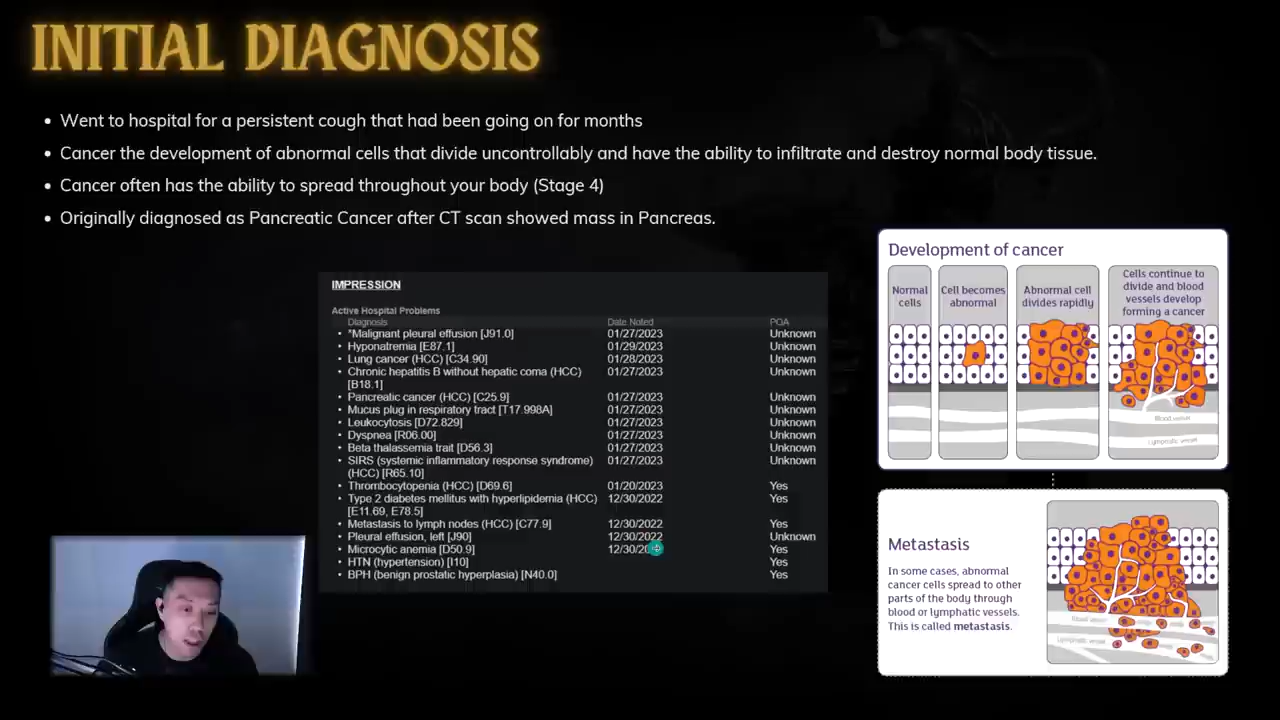 INITIAL DIAGNOSIS
• Went to hospital for a persistent cough that had been going on for months
• Cancer the development of abnormal cells that divide uncontrollably and have the ability to infiltrate and destroy normal body tissue.
• Cancer often has the ability to spread throughout your body (Stage 4)
• Originally diagnosed as Pancreatic Cancer after CT scan showed mass in Pancreas.
IMPRESSION
Active Hospital Problems
Diagnosis Date Noted POA
• *Malignant pleural effusion [J91.0] 01/27/2023 Unknown
• Hyponatremia [E87.1] 01/29/2023 Unknown
• Lung cancer (HCC) [C34.90] 01/28/2023 Unknown
• Chronic hepatitis B without hepatic coma (HCC) 01/27/2023 Unknown
[B18.1]
• Pancreatic cancer (HCC) [C25.9] 01/27/2023 Unknown
• Mucus plug in respiratory tract [T17.998A] 01/27/2023 Unknown
• Leukocytosis [D72.829] 01/27/2023 Unknown
• Dyspnea [R06.00] 01/27/2023 Unknown
• Beta thalassemia trait [D56.3] 01/27/2023 Unknown
• SIRS (systemic inflammatory response syndrome) 01/27/2023 Unknown
(HCC) [R65.10]
• Thrombocytopenia (HCC) [D69.6] 01/20/2023 Yes
• Type 2 diabetes mellitus with hyperlipidemia (HCC) 12/30/2022 Yes
[E11.69, E78.5]
• Metastasis to lymph nodes (HCC) [C77.9] 12/30/2022 Yes
• Pleural effusion, left [J90] 12/30/2022 Unknown
• Microcytic anemia [D50.9] 12/30/20 Yes
• HTN (hypertension) [I10] Yes
• BPH (benign prostatic hyperplasia) [N40.0] Yes
Development of cancer
Normal
cells
Cell becomes
abnormal
Abnormal cell
divides rapidly
Cells continue to
divide and blood
vessels develop
forming a cancer
Blood vessel
Lymphatic vessel
Metastasis
In some cases, abnormal
cancer cells spread to other
parts of the body through
blood or lymphatic vessels.
This is called metastasis.
Blood vessel
Lymphatic vessel